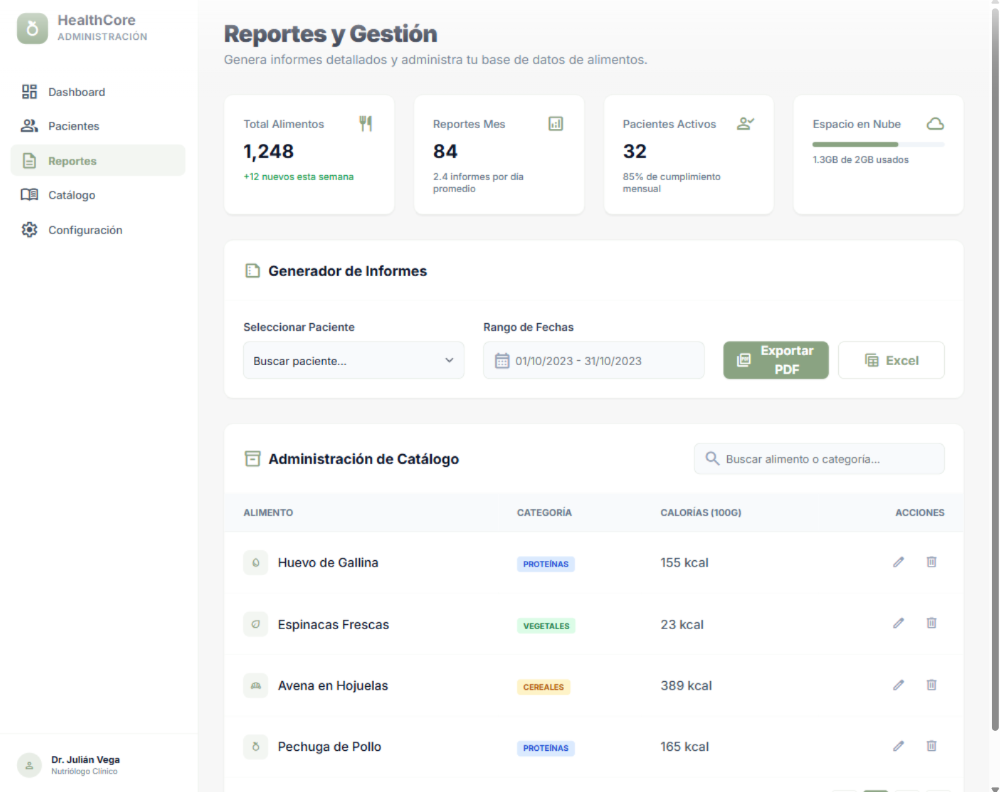 HealthCore
ADMINISTRACIÓN
Dashboard
Pacientes
Reportes
Catálogo
Configuración
Dr. Julián Vega
Nutriólogo Clínico
Reportes y Gestión
Genera informes detallados y administra tu base de datos de alimentos.
Total Alimentos
1,248
+12 nuevos esta semana
Reportes Mes
84
2.4 informes por día
promedio
Pacientes Activos
32
85% de cumplimiento
mensual
Espacio en Nube
1.3GB de 2GB usados
Generador de Informes
Seleccionar Paciente
Buscar paciente...
Rango de Fechas
01/10/2023 - 31/10/2023
Exportar
PDF
Excel
Administración de Catálogo
Buscar alimento o categoría...
ALIMENTO CATEGORÍA CALORÍAS (100G) ACCIONES
Huevo de Gallina PROTEÍNAS 155 kcal
Espinacas Frescas VEGETALES 23 kcal
Avena en Hojuelas CEREALES 389 kcal
Pechuga de Pollo PROTEÍNAS 165 kcal